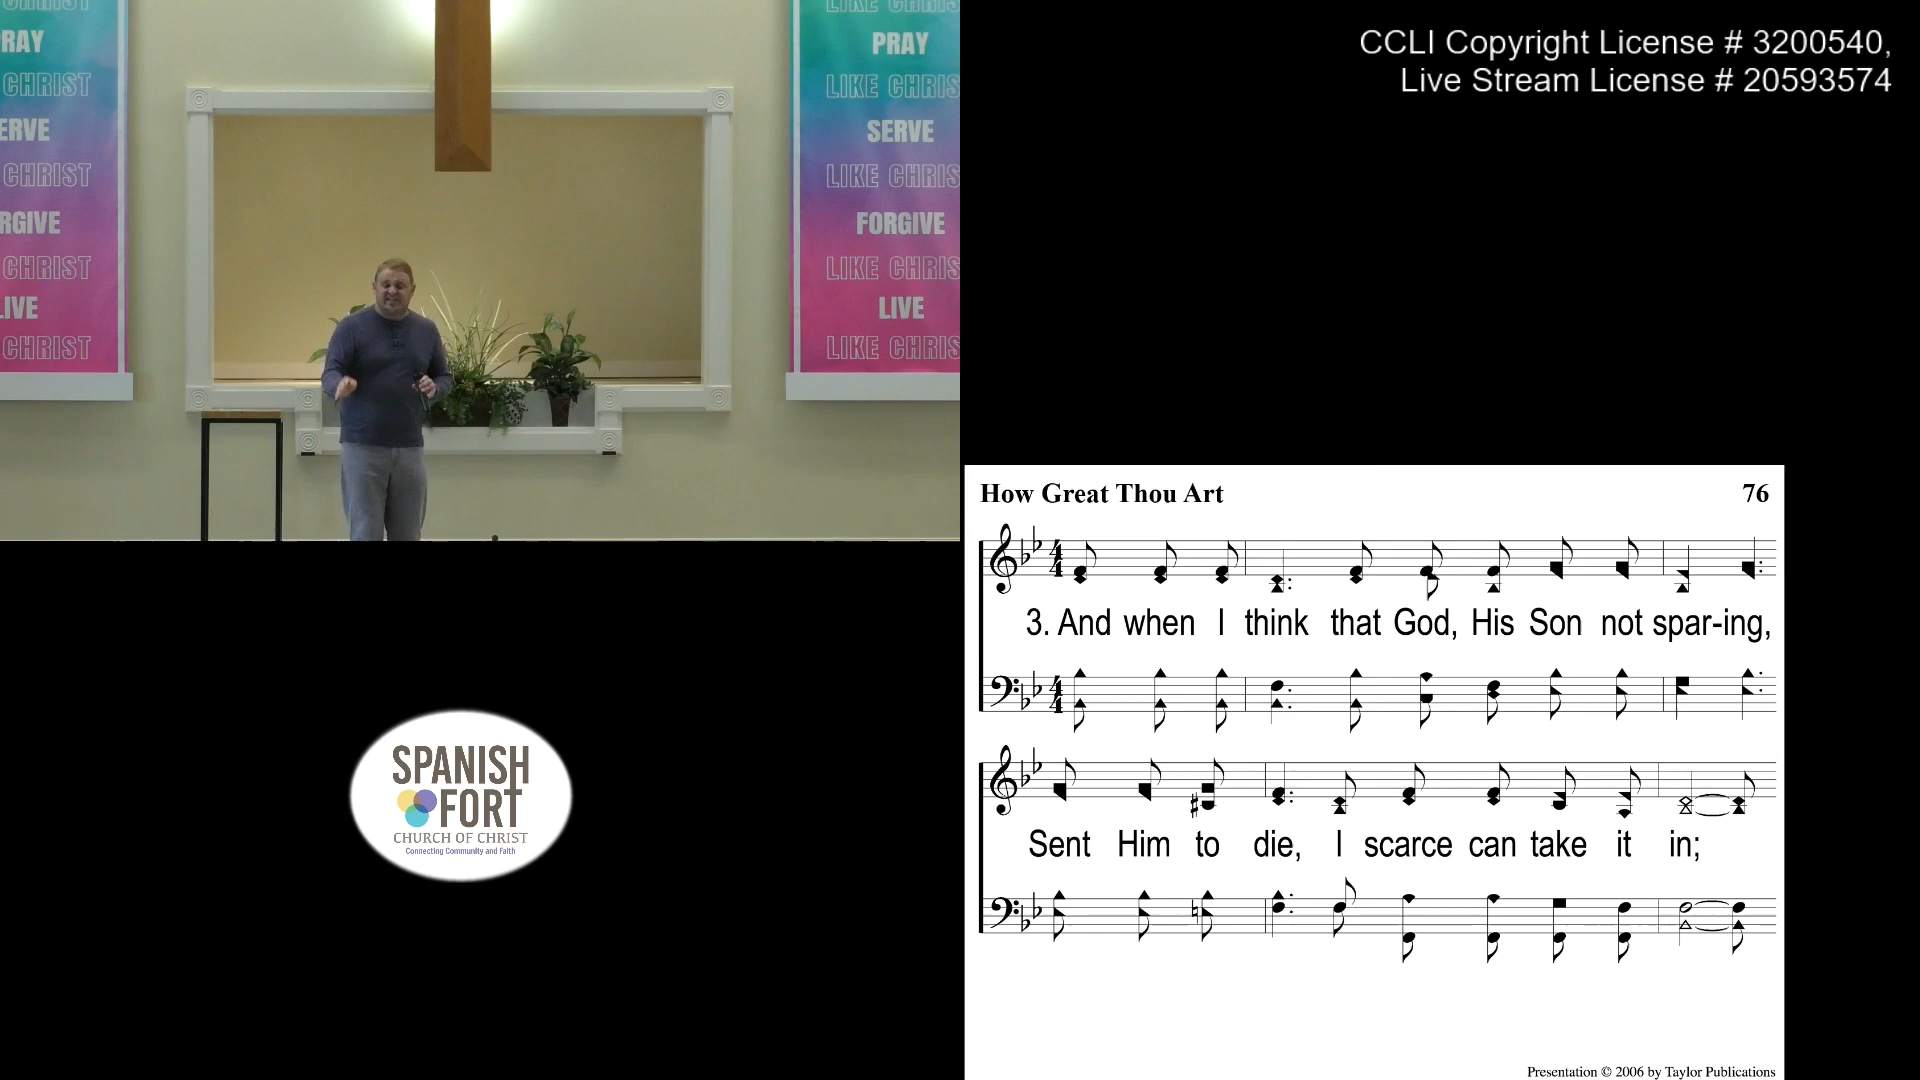 RAY
CHRIST
ERVE
CHRIST
RGIVE
CHRIST
LIVE
CHRIST
LIKE CHRIS
PRAY
LIKE CHRIS
SERVE
LIKE CHRIS
FORGIVE
LIKE CHRIS
LIVE
LIKE CHRIS
CCLI Copyright License # 3200540,
Live Stream License # 20593574
How Great Thou Art 76
3. And when I think that God, His Son not spar-ing,
Sent Him to die, I scarce can take it in;
Presentation © 2006 by Taylor Publications
SPANISH
FORT
CHURCH OF CHRIST
Connecting Community and Faith